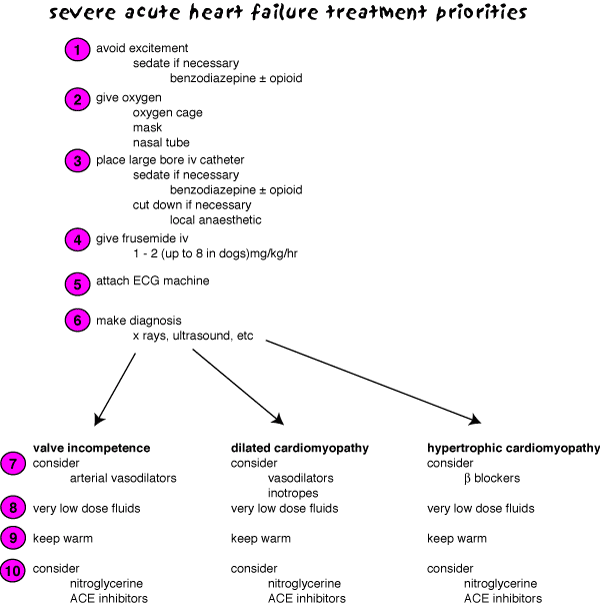 severe acute heart failure treatment priorities
1 avoid excitement
sedate if necessary
benzodiazepine ± opioid
2 give oxygen
oxygen cage
mask
nasal tube
3 place large bore iv catheter
sedate if necessary
benzodiazepine ± opioid
cut down if necessary
local anaesthetic
4 give frusemide iv
1 - 2 (up to 8 in dogs)mg/kg/hr
5 attach ECG machine
6 make diagnosis
x rays, ultrasound, etc
valve incompetence dilated cardiomyopathy hypertrophic cardiomyopathy
7 consider consider consider
arterial vasodilators vasodilators β blockers
inotropes
8 very low dose fluids very low dose fluids very low dose fluids
9 keep warm keep warm keep warm
10 consider consider consider
nitroglycerine nitroglycerine nitroglycerine
ACE inhibitors ACE inhibitors ACE inhibitors